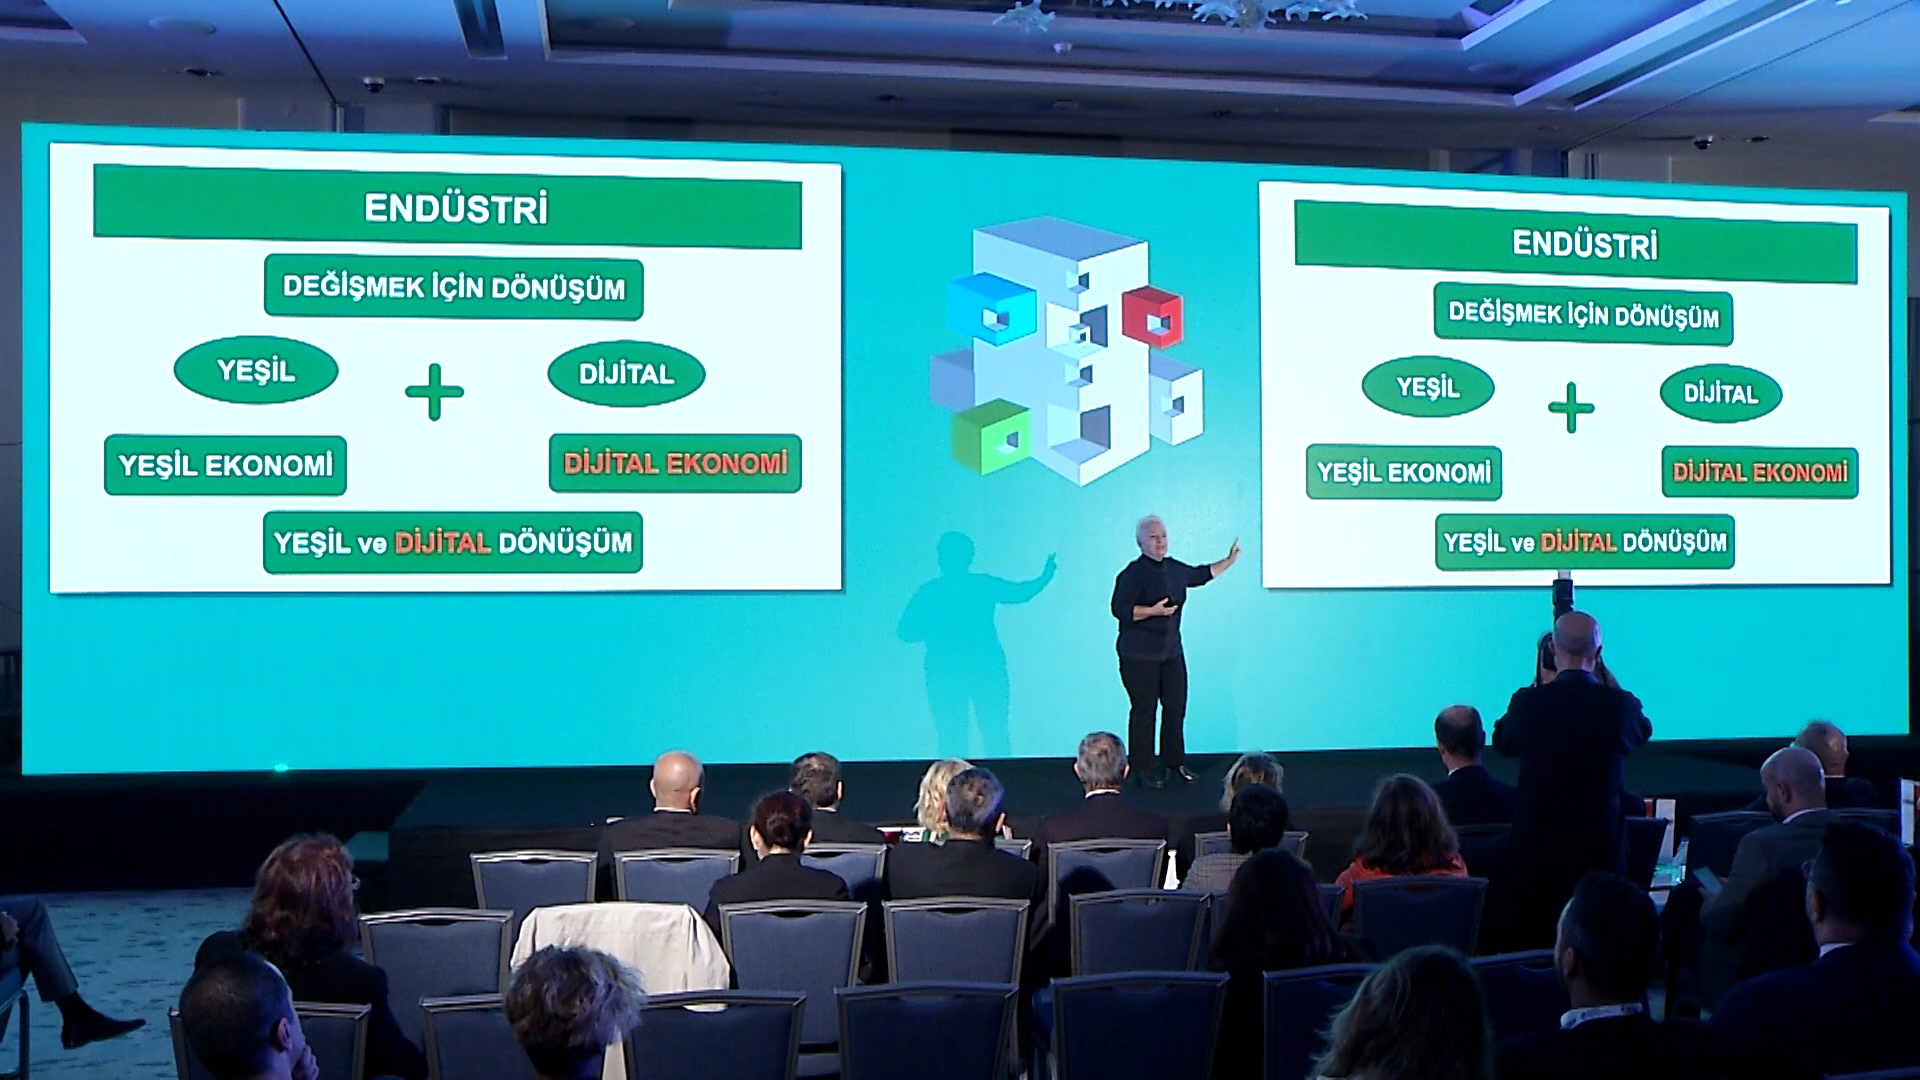 ENDÜSTRİ
DEĞİŞMEK İÇİN DÖNÜŞÜM
YEŞİL + DİJİTAL
YEŞİL EKONOMİ DİJİTAL EKONOMİ
YEŞİL ve DİJİTAL DÖNÜŞÜM
ENDÜSTRİ
DEĞİŞMEK İÇİN DÖNÜŞÜM
YEŞİL + DİJİTAL
YEŞİL EKONOMİ DİJİTAL EKONOMİ
YEŞİL ve DİJİTAL DÖNÜŞÜM